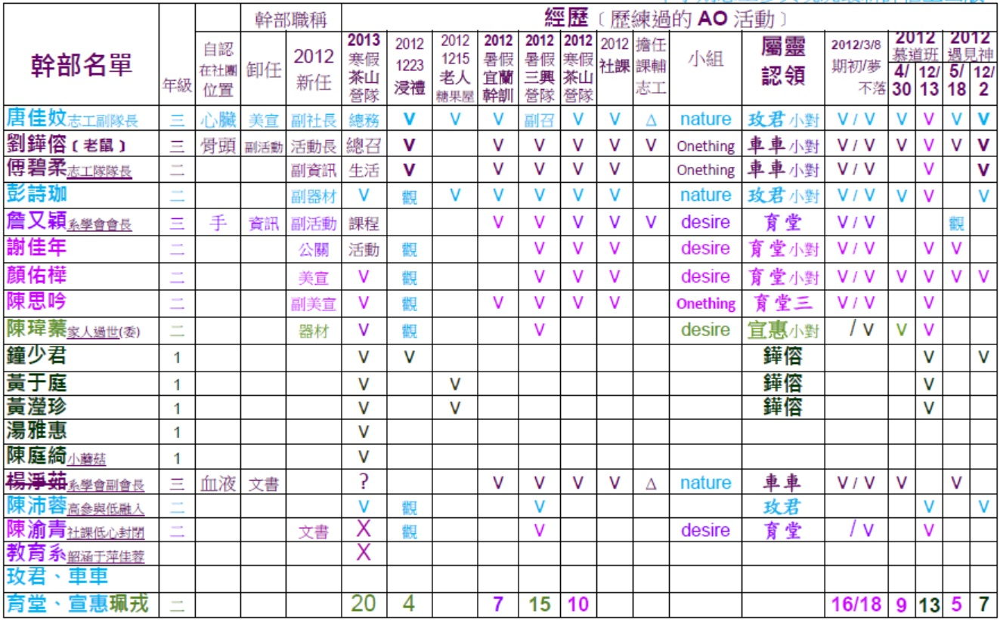 幹部名單 年級 幹部職稱 經歷﹝歷練過的 AO 活動﹞
自認在社團位置 卸任 2012新任 2013寒假茶山營隊 20121223浸禮 20121215老人糖果屋 2012暑假宜蘭幹訓 2012暑假三興營隊 2012寒假茶山營隊 2012社課 擔任課輔志工 小組 屬靈認領 2012/3/8期初/夢不落 2012慕道班 2012遇見神
4/30 12/13 5/18 12/2
唐佳妏志工副隊長 三 心臟 美宣 副社長 總務 V V V 副召 V V Δ nature 玫君小對 V / V V V V V
劉鏵傛﹝老鼠﹞ 三 骨頭 副活動 活動長 總召 V V V V V V Onething 車車小對 V / V V V V V
傅碧柔志工隊隊長 二 副資訊 生活 V V V V V Onething 車車小對 V / V V V
彭詩珈 二 副器材 V 觀 V V V V V nature 玫君小對 V / V V V V
詹又穎系學會會長 三 手 資訊 副活動 課程 V V V V V desire 育堂 V / V 觀
謝佳年 二 公關 活動 觀 V V V desire 育堂小對 V / V V V
顏佑樺 二 美宣 V 觀 V V V desire 育堂小對 V / V V V V V
陳思吟 二 副美宣 V 觀 V V V V Onething 育堂三 V / V V
陳瑋蓁家人過世(委) 二 器材 V 觀 V desire 宣惠小對 / V V V
鐘少君 1 V V 鏵傛 V V
黃于庭 1 V V 鏵傛 V
黃瀅珍 1 V V 鏵傛 V
湯雅惠 1 V
陳庭綺小蘑菇 1 V
楊淨茹系學會副會長 三 血液 文書 ? V V V V Δ nature 車車 V / V V V
陳沛蓉高參與低融入 二 V 觀 V 玫君 V V
陳渝青社課低心封閉 二 文書 X 觀 V desire 育堂 / V V
教育系韶涵于萍佳蓉 X
玫君、車車
育堂、宣惠珮戎 二 20 4 7 15 10 16/18 9 13 5 7